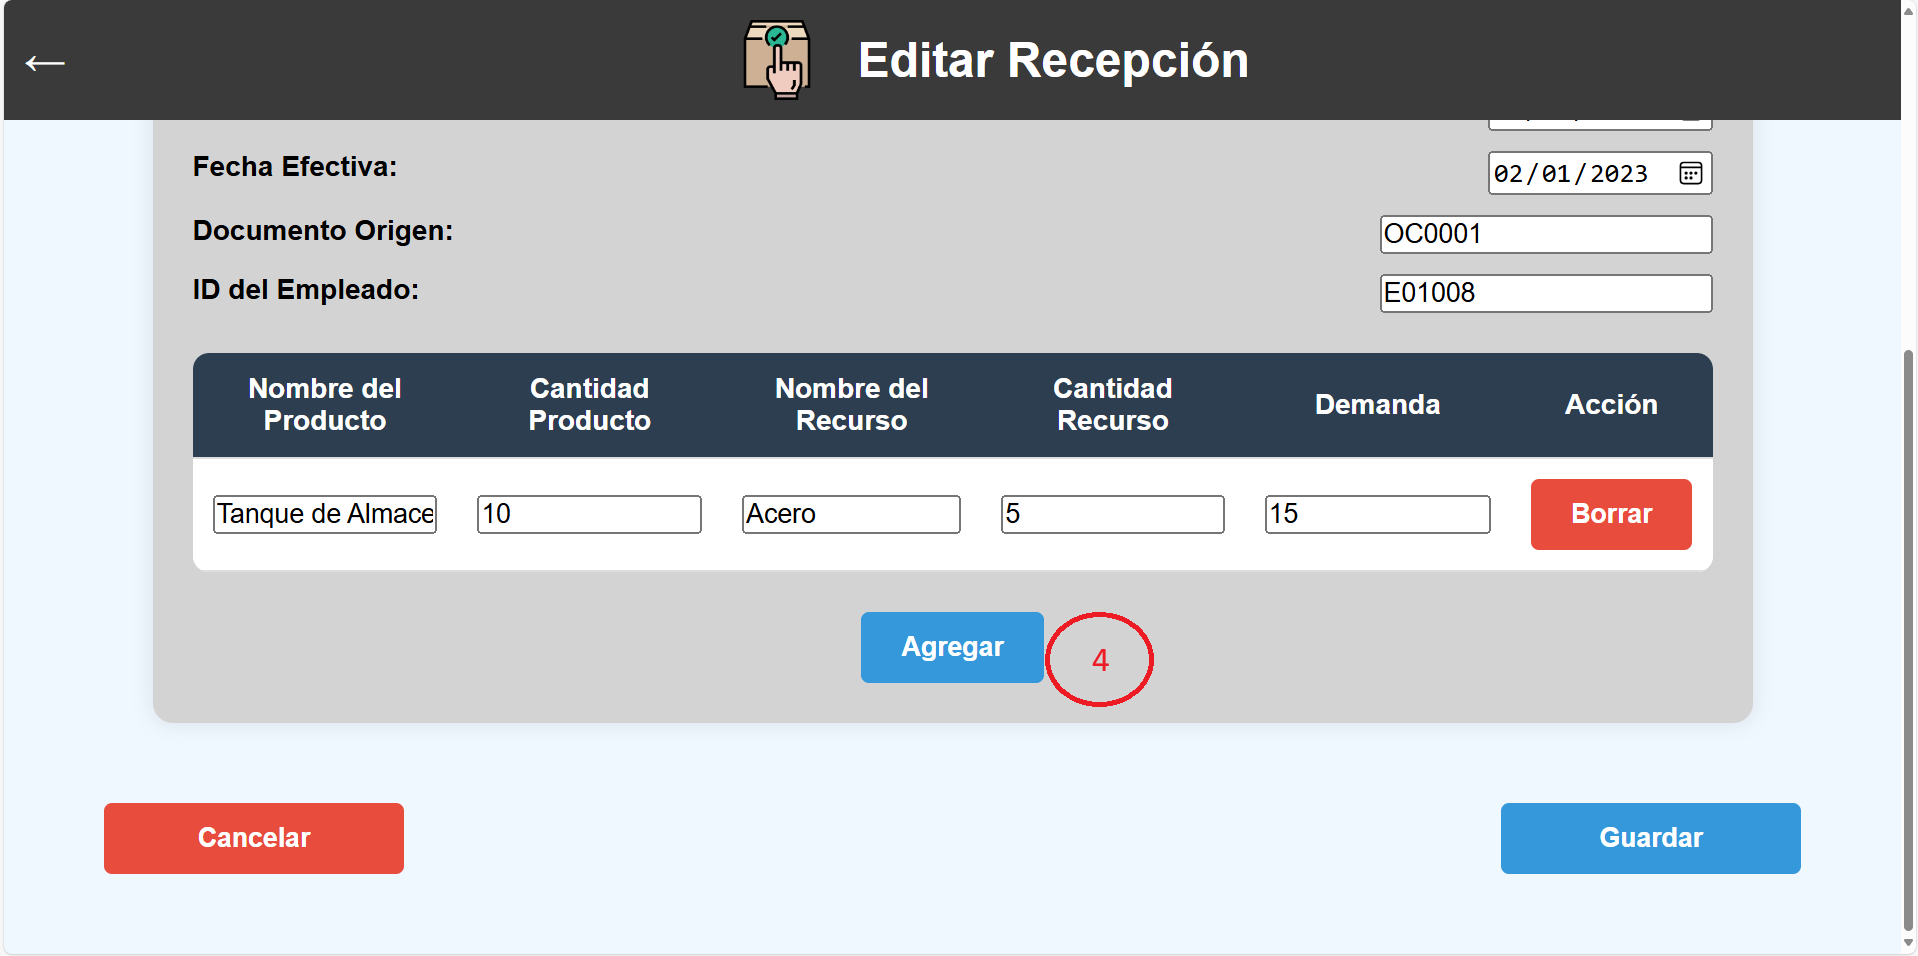 Editar Recepción
Fecha Efectiva:
02/01/2023
Documento Origen:
OC0001
ID del Empleado:
E01008
Nombre del Producto
Cantidad Producto
Nombre del Recurso
Cantidad Recurso
Demanda
Acción
Tanque de Almace
10
Acero
5
15
Borrar
Agregar
4
Cancelar
Guardar